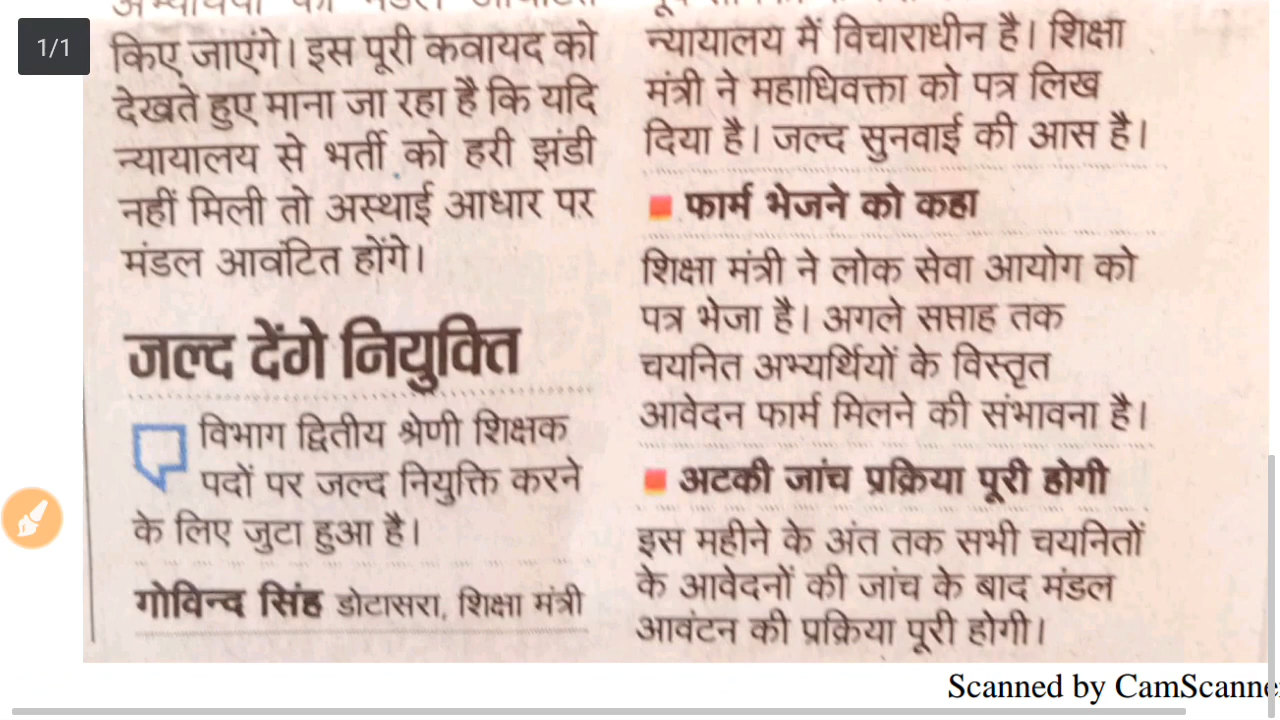 1/1
किए जाएंगे। इस पूरी कवायद को
देखते हुए माना जा रहा है कि यदि
न्यायालय से भर्ती को हरी झंडी
नहीं मिली तो अस्थाई आधार पर
मंडल आवंटित होंगे।
जल्द देंगे नियुक्ति
विभाग द्वितीय श्रेणी शिक्षक
पदों पर जल्द नियुक्ति करने
के लिए जुटा हुआ है।
गोविन्द सिंह डोटासरा, शिक्षा मंत्री
न्यायालय में विचाराधीन है। शिक्षा
मंत्री ने महाधिवक्ता को पत्र लिख
दिया है। जल्द सुनवाई की आस है।
फार्म भेजने को कहा
शिक्षा मंत्री ने लोक सेवा आयोग को
पत्र भेजा है। अगले सप्ताह तक
चयनित अभ्यर्थियों के विस्तृत
आवेदन फार्म मिलने की संभावना है।
अटकी जांच प्रक्रिया पूरी होगी
इस महीने के अंत तक सभी चयनितों
के आवेदनों की जांच के बाद मंडल
आवंटन की प्रक्रिया पूरी होगी।
Scanned by CamScanne